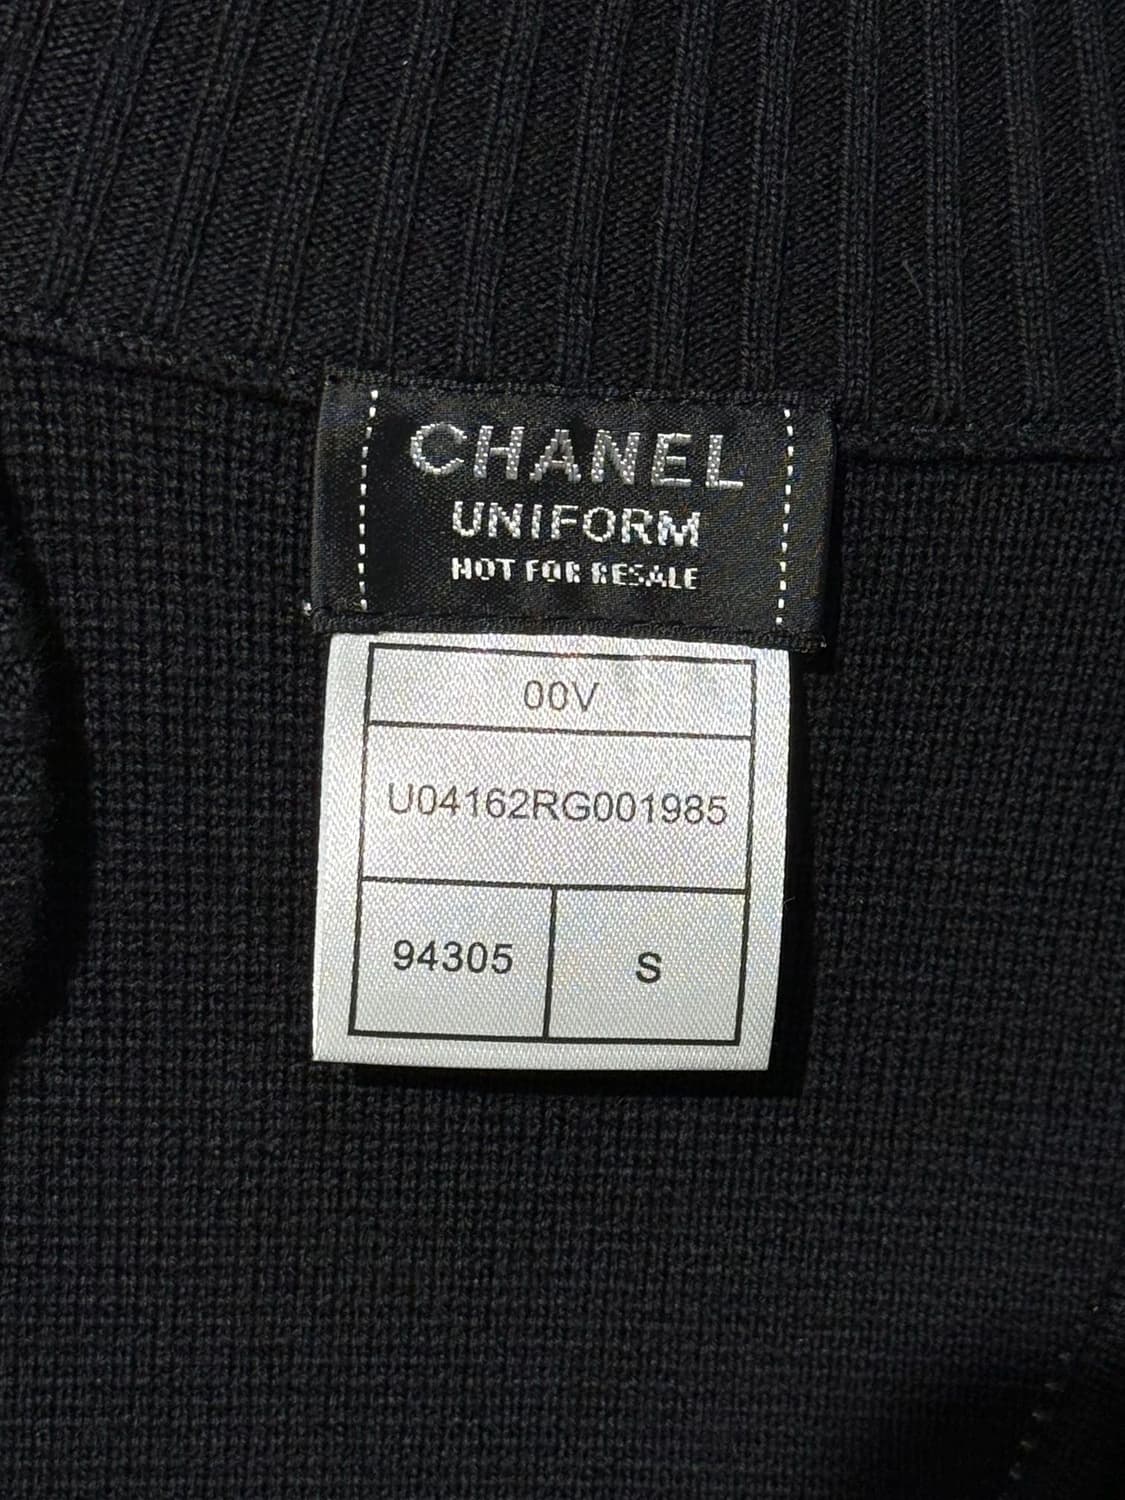 CHANEL
UNIFORM
NOT FOR RESALE
00V
U04162RG001985
94305
S